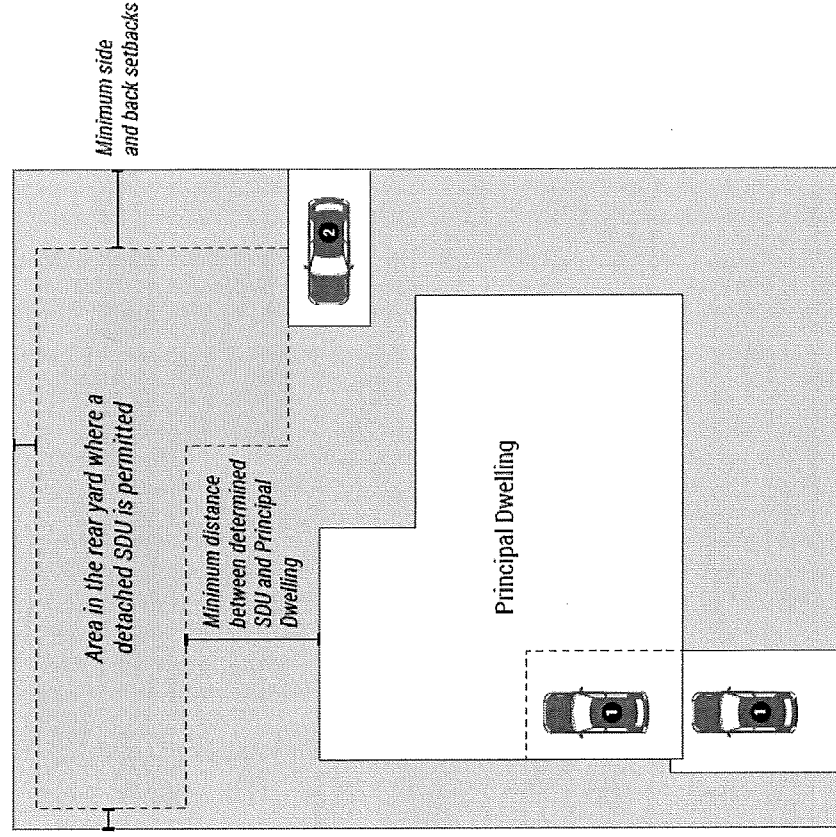 Minimum side
and back setbacks
Area in the rear yard where a
detached SDU is permitted
2
Minimum distance
between determined
SDU and Principal
Dwelling
Principal Dwelling
1
1